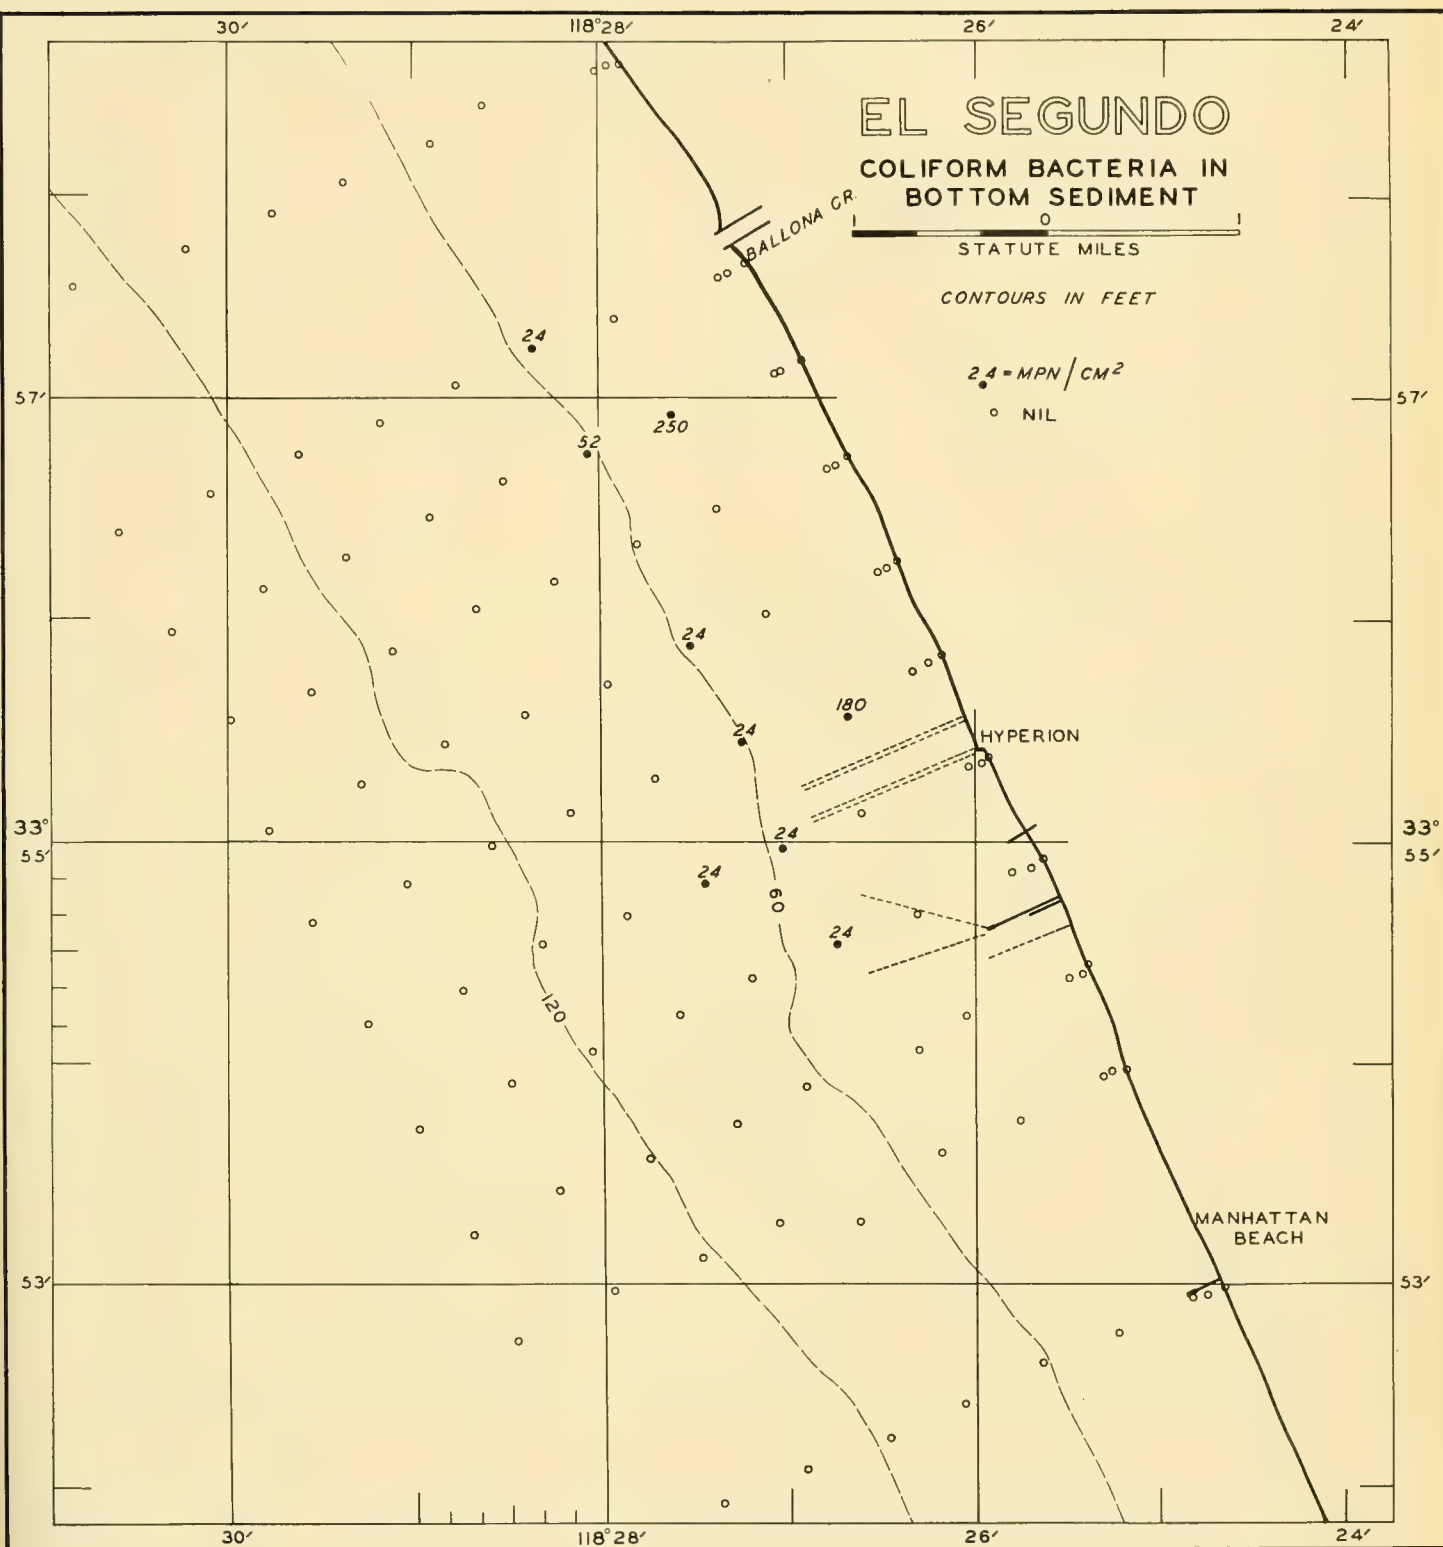 30′ 118°28′ 26′ 24′
EL SEGUNDO
COLIFORM BACTERIA IN
BOTTOM SEDIMENT
BALLONA CR.
1 0 1
STATUTE MILES
CONTOURS IN FEET
24
24 = MPN/CM²
NIL
57′ 57′
250
52
24
180
24
HYPERION
33° 33°
55′ 55′
24
24
60
24
120
MANHATTAN
BEACH
53′ 53′
30′ 118°28′ 26′ 24′